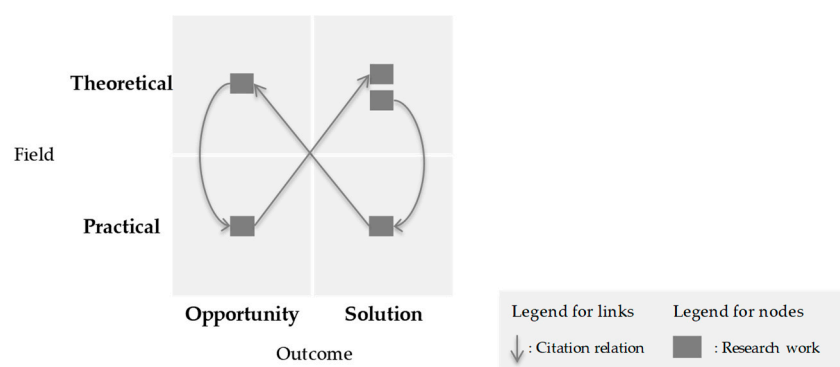 Theoretical
Field
Practical
Opportunity Solution
Outcome
Legend for links Legend for nodes
: Citation relation : Research work